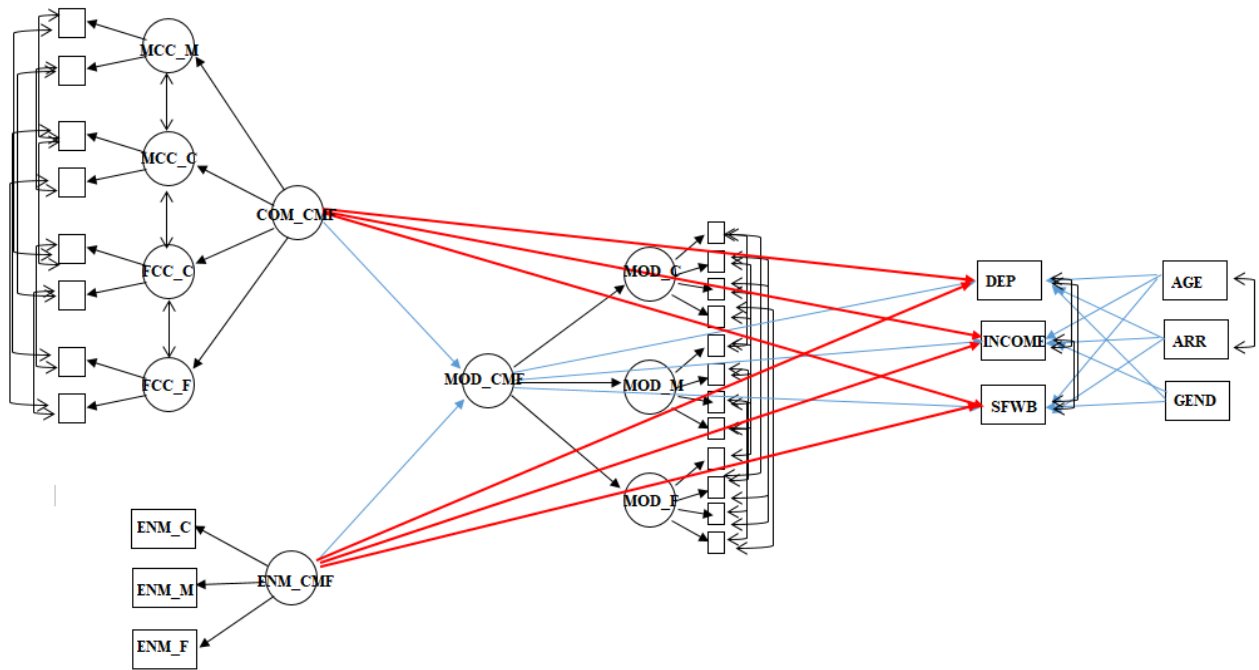 MCC_M
MCC_C
FCC_C
FCC_F
COM_CMF
MOD_CMF
MOD_C
MOD_M
MOD_F
ENM_C
ENM_M
ENM_F
ENM_CMF
DEP
INCOME
SFWB
AGE
ARR
GEND